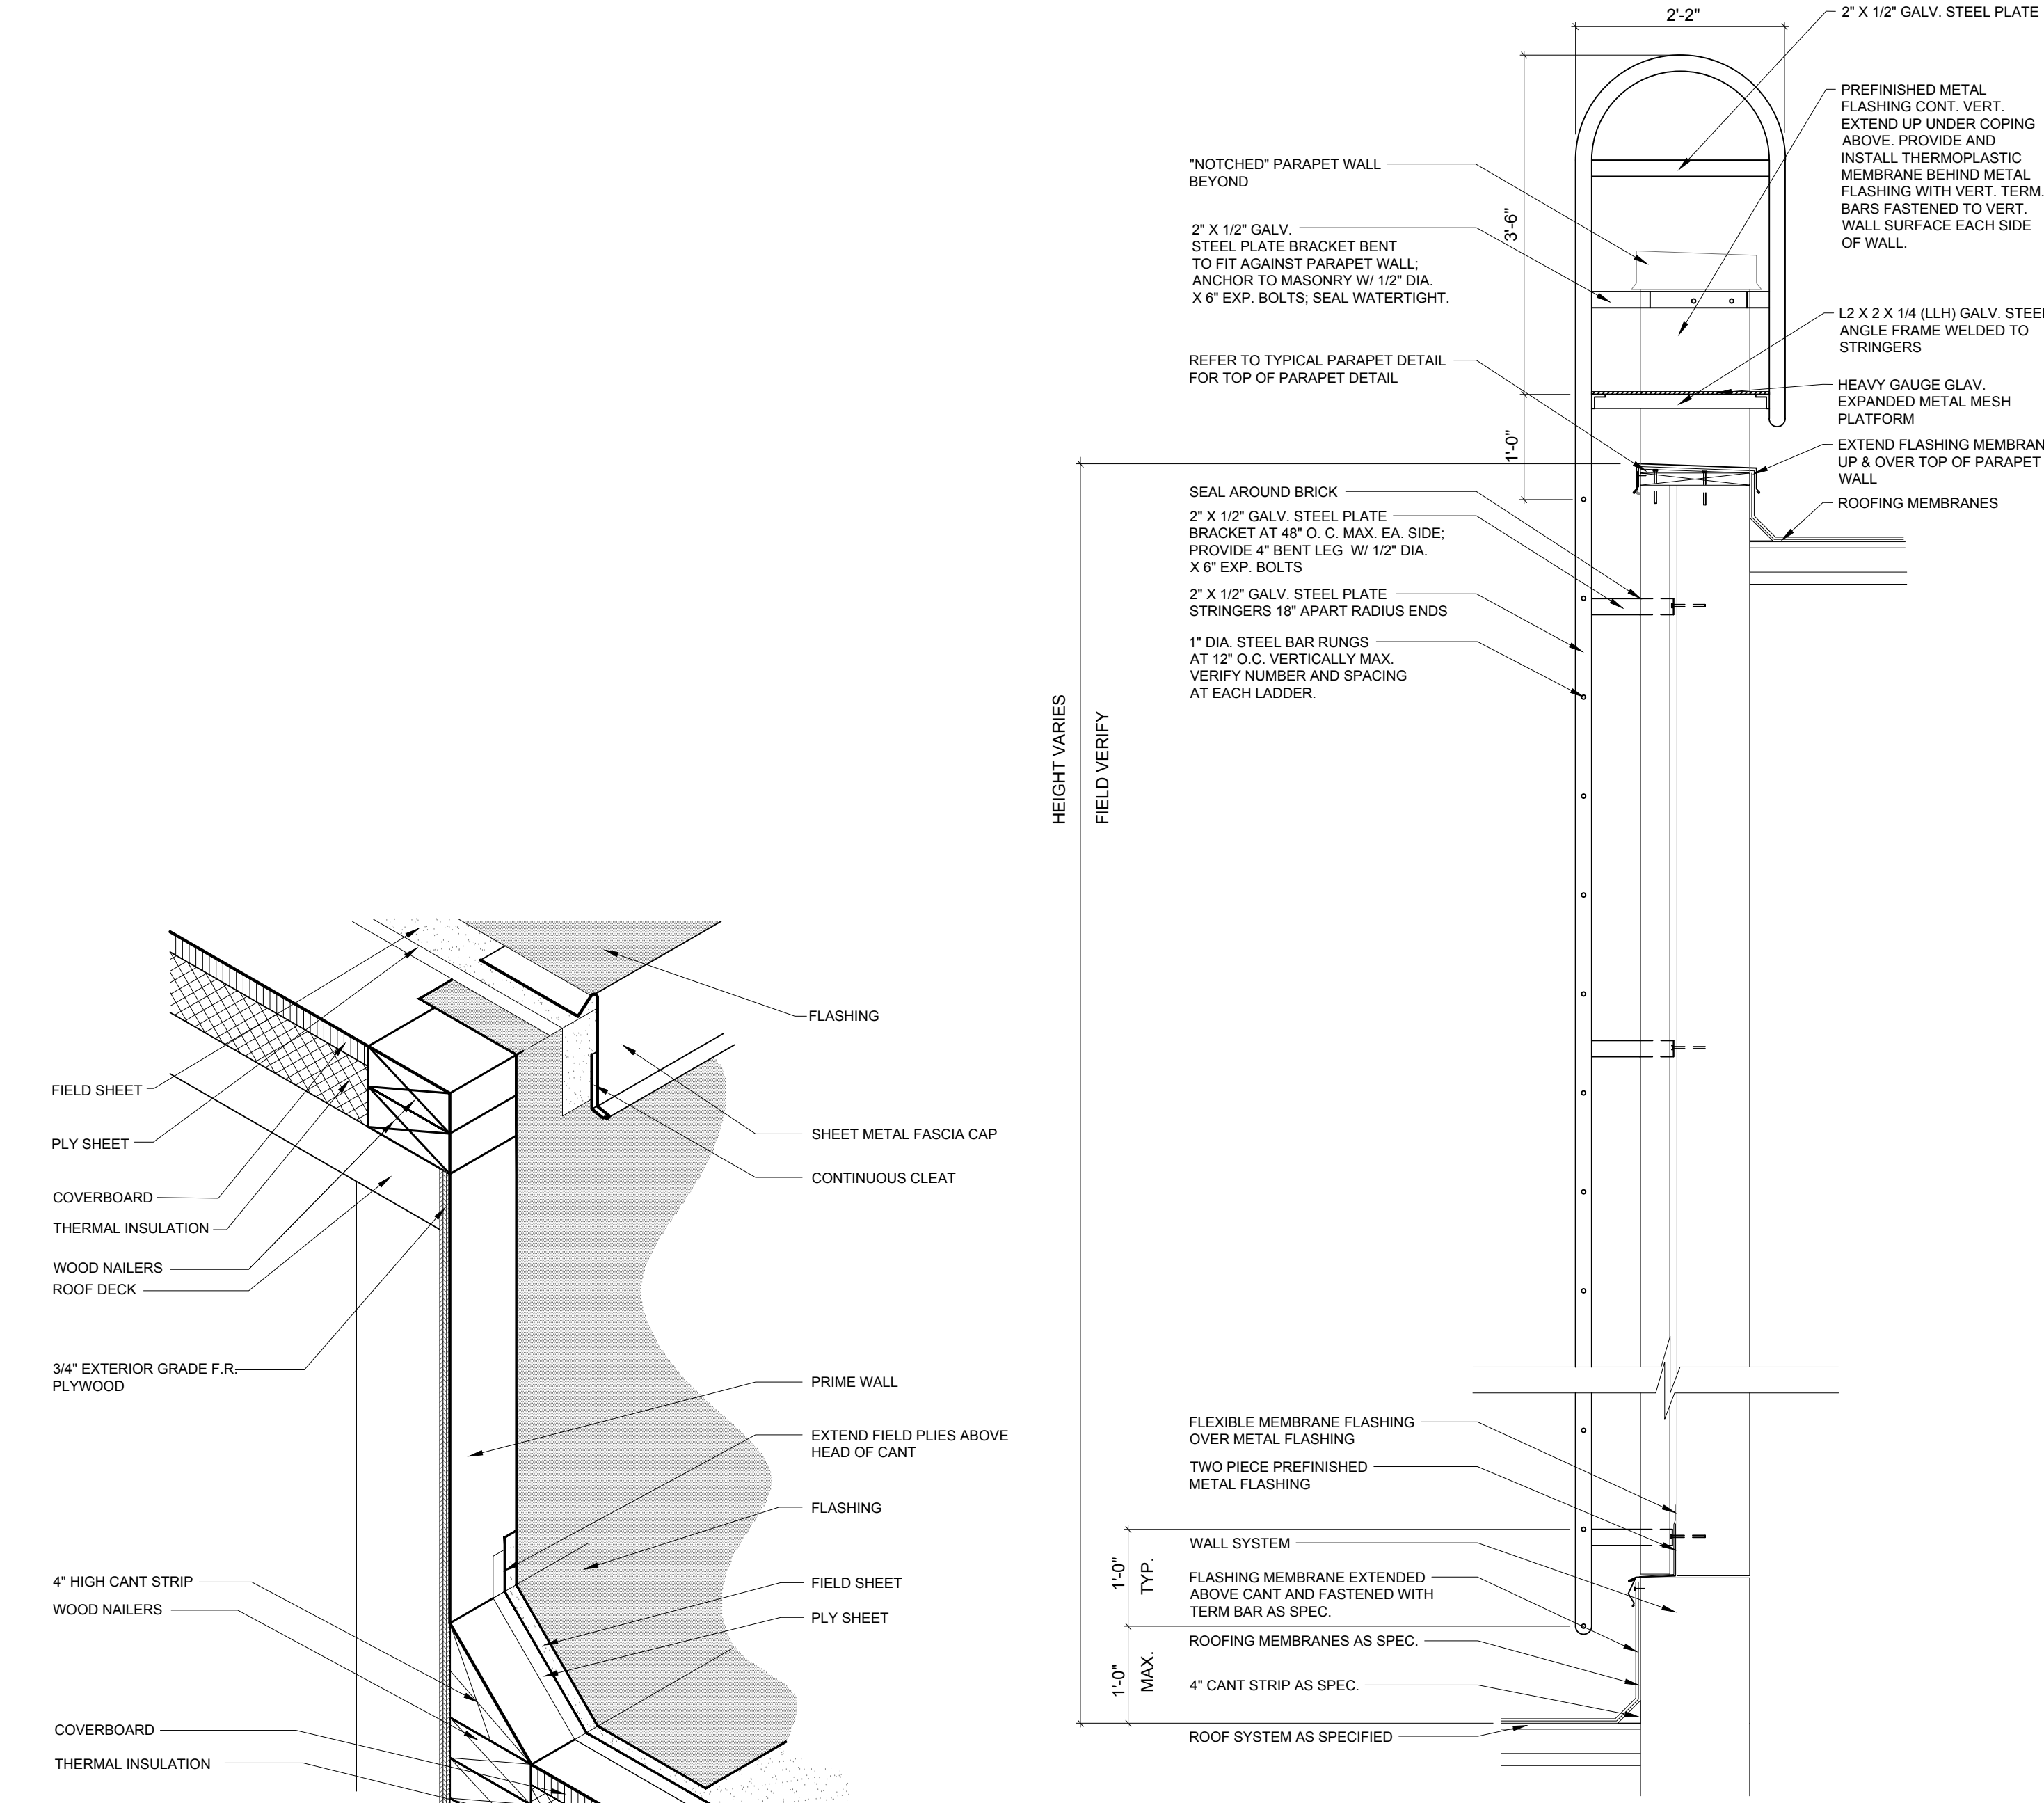 FIELD SHEET
PLY SHEET
COVERBOARD
THERMAL INSULATION
WOOD NAILERS
ROOF DECK
3/4" EXTERIOR GRADE F.R.
PLYWOOD
4" HIGH CANT STRIP
WOOD NAILERS
COVERBOARD
THERMAL INSULATION
FLASHING
SHEET METAL FASCIA CAP
CONTINUOUS CLEAT
PRIME WALL
EXTEND FIELD PLIES ABOVE
HEAD OF CANT
FLASHING
FIELD SHEET
PLY SHEET
HEIGHT VARIES
FIELD VERIFY
2'-2"
3'-6"
1'-0"
"NOTCHED" PARAPET WALL
BEYOND
2" X 1/2" GALV.
STEEL PLATE BRACKET BENT
TO FIT AGAINST PARAPET WALL;
ANCHOR TO MASONRY W/ 1/2" DIA.
X 6" EXP. BOLTS; SEAL WATERTIGHT.
REFER TO TYPICAL PARAPET DETAIL
FOR TOP OF PARAPET DETAIL
SEAL AROUND BRICK
2" X 1/2" GALV. STEEL PLATE
BRACKET AT 48" O. C. MAX. EA. SIDE;
PROVIDE 4" BENT LEG W/ 1/2" DIA.
X 6" EXP. BOLTS
2" X 1/2" GALV. STEEL PLATE
STRINGERS 18" APART RADIUS ENDS
1" DIA. STEEL BAR RUNGS
AT 12" O.C. VERTICALLY MAX.
VERIFY NUMBER AND SPACING
AT EACH LADDER.
FLEXIBLE MEMBRANE FLASHING
OVER METAL FLASHING
TWO PIECE PREFINISHED
METAL FLASHING
WALL SYSTEM
FLASHING MEMBRANE EXTENDED
ABOVE CANT AND FASTENED WITH
TERM BAR AS SPEC.
ROOFING MEMBRANES AS SPEC.
4" CANT STRIP AS SPEC.
ROOF SYSTEM AS SPECIFIED
1'-0"
TYP.
1'-0"
MAX.
2" X 1/2" GALV. STEEL PLATE
PREFINISHED METAL
FLASHING CONT. VERT.
EXTEND UP UNDER COPING
ABOVE. PROVIDE AND
INSTALL THERMOPLASTIC
MEMBRANE BEHIND METAL
FLASHING WITH VERT. TERM.
BARS FASTENED TO VERT.
WALL SURFACE EACH SIDE
OF WALL.
L2 X 2 X 1/4 (LLH) GALV. STEEL
ANGLE FRAME WELDED TO
STRINGERS
HEAVY GAUGE GLAV.
EXPANDED METAL MESH
PLATFORM
EXTEND FLASHING MEMBRAN
UP & OVER TOP OF PARAPET
WALL
ROOFING MEMBRANES